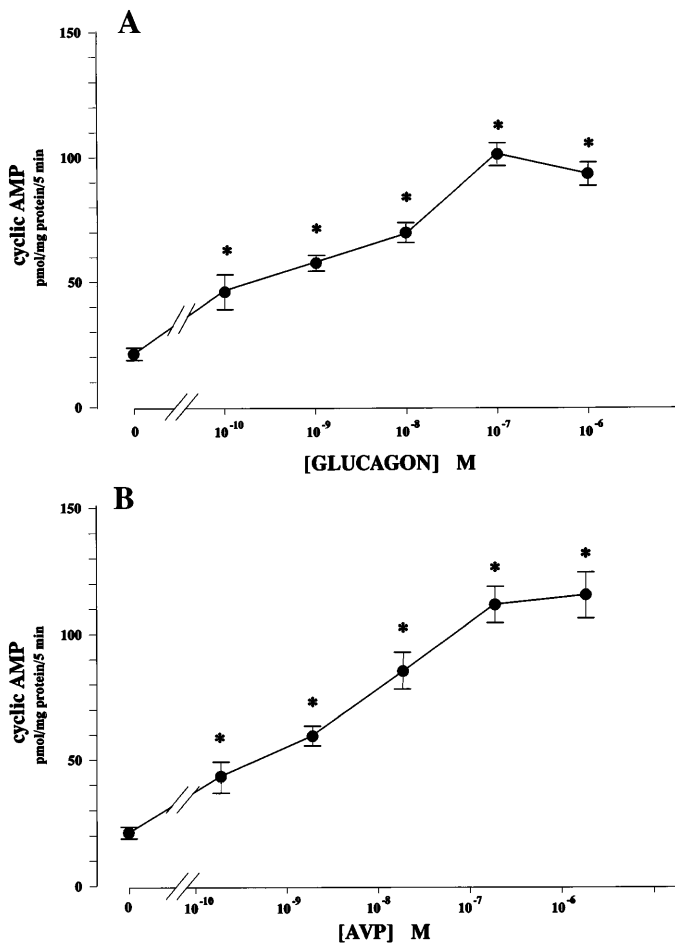 A
150
100
50
0
cyclic AMP
pmol/mg protein/5 min
*
*
*
*
*
0 10⁻¹⁰ 10⁻⁹ 10⁻⁸ 10⁻⁷ 10⁻⁶
[GLUCAGON] M
B
150
100
50
0
cyclic AMP
pmol/mg protein/5 min
*
*
*
*
*
0 10⁻¹⁰ 10⁻⁹ 10⁻⁸ 10⁻⁷ 10⁻⁶
[AVP] M